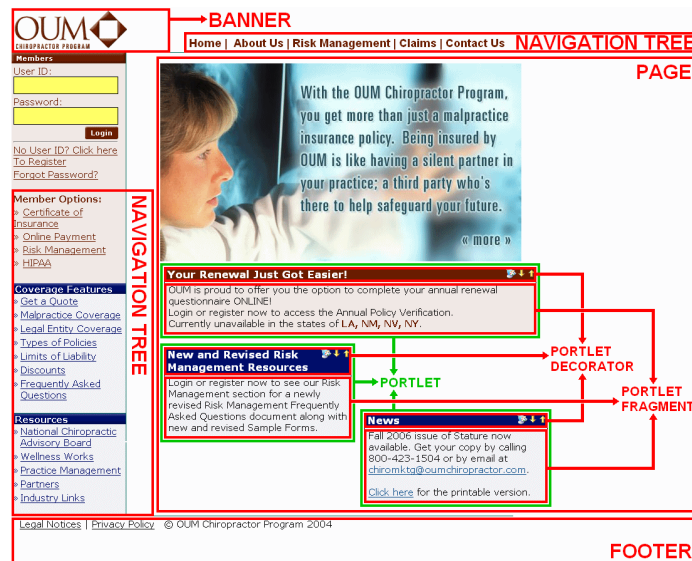 OUM
CHIROPRACTOR PROGRAM
BANNER
Home | About Us | Risk Management | Claims | Contact Us
NAVIGATION TREE
Members
User ID:
Password:
Login
No User ID? Click here
To Register
Forgot Password?
PAGE
With the OUM Chiropractor Program,
you get more than just a malpractice
insurance policy. Being insured by
OUM is like having a silent partner in
your practice; a third party who's
there to help safeguard your future.
« more »
Member Options:
» Certificate of
Insurance
» Online Payment
» Risk Management
» HIPAA
NAVIGATION TREE
Coverage Features
» Get a Quote
» Malpractice Coverage
» Legal Entity Coverage
» Types of Policies
» Limits of Liability
» Discounts
» Frequently Asked
Questions
Resources
» National Chiropractic
Advisory Board
» Wellness Works
» Practice Management
» Partners
» Industry Links
Your Renewal Just Got Easier!
OUM is proud to offer you the option to complete your annual renewal
questionnaire ONLINE!
Login or register now to access the Annual Policy Verification.
Currently unavailable in the states of LA, NM, NV, NY.
New and Revised Risk
Management Resources
Login or register now to see our Risk
Management section for a newly
revised Risk Management Frequently
Asked Questions document along with
new and revised Sample Forms.
PORTLET
PORTLET
DECORATOR
PORTLET
FRAGMENT
News
Fall 2006 issue of Stature now
available. Get your copy by calling
800-423-1504 or by email at
chiromktg@oumchiropractor.com.
Click here for the printable version.
Legal Notices | Privacy Policy © OUM Chiropractor Program 2004
FOOTER